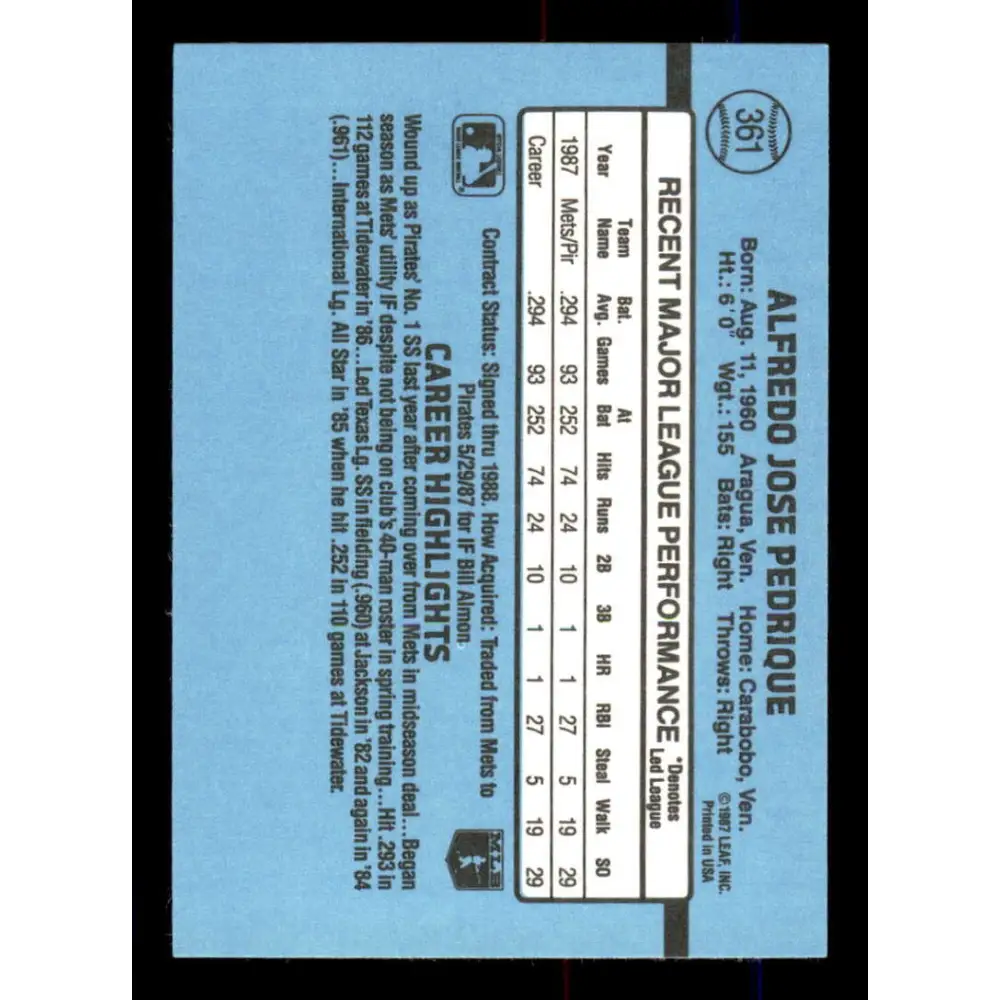 361
ALFREDO JOSE PEDRIQUE
Born: Aug. 11, 1960 Aragua, Ven. Home: Carabobo, Ven.
Ht.: 6'0" Wgt.: 155 Bats: Right Throws: Right
©1987 LEAF, INC.
Printed in USA
RECENT MAJOR LEAGUE PERFORMANCE
*Denotes
Led League
Year Team Name Bat. Avg. Games At Bat Hits Runs 2B 3B HR RBI Steal Walk SO
1987 Mets/Pir .294 93 252 74 24 10 1 1 27 5 19 29
Career .294 93 252 74 24 10 1 1 27 5 19 29
Contract Status: Signed thru 1988. How Acquired: Traded from Mets to
Pirates 5/29/87 for IF Bill Almon
MLB
CAREER HIGHLIGHTS
Wound up as Pirates' No. 1 SS last year after coming over from Mets in midseason deal...Began
season as Mets' utility IF despite not being on club's 40-man roster in spring training...Hit .293 in
112 games at Tidewater in '86...Led Texas Lg. SS in fielding (.960) at Jackson in '82 and again in '84
(.961)...International Lg. All Star in '85 when he hit .252 in 110 games at Tidewater.